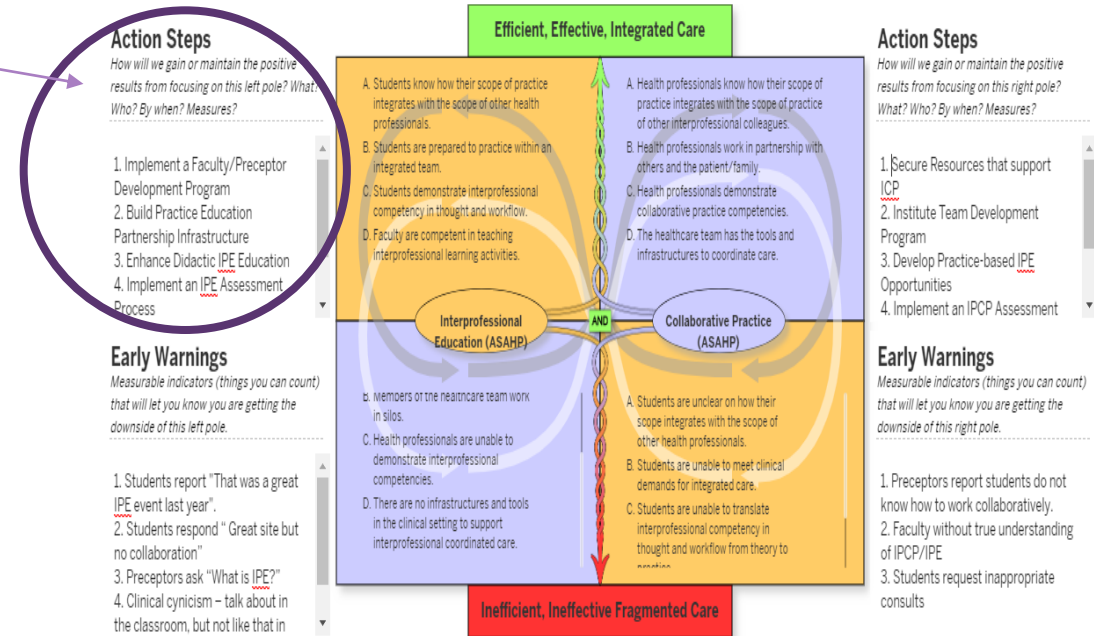 Efficient, Effective, Integrated Care
Action Steps
How will we gain or maintain the positive
results from focusing on this left pole? What?
Who? By when? Measures?
1. Implement a Faculty/Preceptor
Development Program
2. Build Practice Education
Partnership Infrastructure
3. Enhance Didactic IPE Education
4. Implement an IPE Assessment
Process
A. Students know how their scope of practice
integrates with the scope of other health
professionals.
B. Students are prepared to practice within an
integrated team.
C. Students demonstrate interprofessional
competency in thought and workflow.
D. Faculty are competent in teaching
interprofessional learning activities.
A. Health professionals know how their scope of
practice integrates with the scope of practice
of other interprofessional colleagues.
B. Health professionals work in partnership with
others and the patient/family.
C. Health professionals demonstrate
collaborative practice competencies.
D. The healthcare team has the tools and
infrastructures to coordinate care.
Action Steps
How will we gain or maintain the positive
results from focusing on this right pole?
What? Who? By when? Measures?
1. Secure Resources that support
ICP
2. Institute Team Development
Program
3. Develop Practice-based IPE
Opportunities
4. Implement an IPCP Assessment
Interprofessional
Education (ASAHP)
AND
Collaborative Practice
(ASAHP)
Early Warnings
Measurable indicators (things you can count)
that will let you know you are getting the
downside of this left pole.
1. Students report "That was a great
IPE event last year".
2. Students respond “ Great site but
no collaboration”
3. Preceptors ask “What is IPE?”
4. Clinical cynicism – talk about in
the classroom, but not like that in
B. Members of the healthcare team work
in silos.
C. Health professionals are unable to
demonstrate interprofessional
competencies.
D. There are no infrastructures and tools
in the clinical setting to support
interprofessional coordinated care.
A. Students are unclear on how their
scope integrates with the scope of
other health professionals.
B. Students are unable to meet clinical
demands for integrated care.
C. Students are unable to translate
interprofessional competency in
thought and workflow from theory to
practice.
Early Warnings
Measurable indicators (things you can count)
that will let you know you are getting the
downside of this right pole.
1. Preceptors report students do not
know how to work collaboratively.
2. Faculty without true understanding
of IPCP/IPE
3. Students request inappropriate
consults
Inefficient, Ineffective Fragmented Care